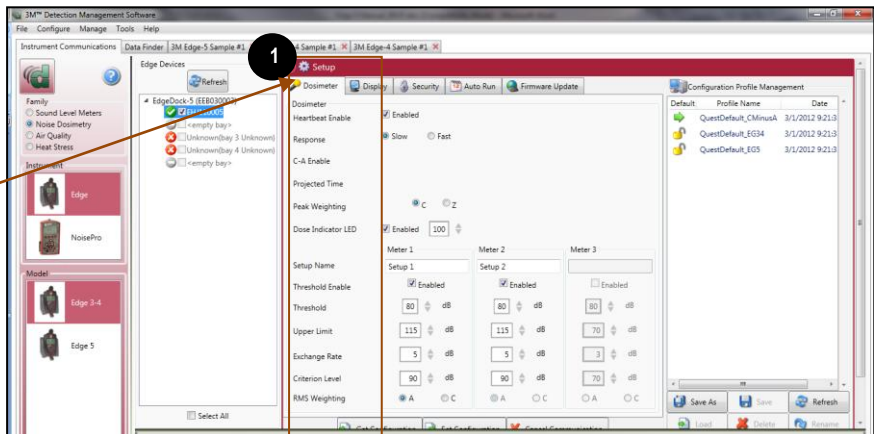 3M™ Detection Management Software
File Configure Manage Tools Help
Instrument Communications Data Finder 3M Edge-5 Sample #1 4 Sample #1 3M Edge-4 Sample #1
1
Family
Sound Level Meters
Noise Dosimetry
Air Quality
Heat Stress
Instrument
Edge
NoisePro
Model
Edge 3-4
Edge 5
Edge Devices
Refresh
EdgeDock-5 (EEB030002)
<empty bay>
Unknown(bay 3 Unknown)
Unknown(bay 4 Unknown)
<empty bay>
Select All
Setup
Dosimeter Display Security Auto Run Firmware Update
Dosimeter
Heartbeat Enable Enabled
Response Slow Fast
C-A Enable
Projected Time
Peak Weighting C Z
Dose Indicator LED Enabled 100
Meter 1 Meter 2 Meter 3
Setup Name Setup 1 Setup 2
Threshold Enable Enabled Enabled Enabled
Threshold 80 dB 80 dB 80 dB
Upper Limit 115 dB 115 dB 70 dB
Exchange Rate 5 dB 5 dB 3 dB
Criterion Level 90 dB 90 dB 70 dB
RMS Weighting A C A C A C
Get Configuration Set Configuration Cancel Communication
Configuration Profile Management
Default Profile Name Date
QuestDefault_CMinusA 3/1/2012 9:21:3
QuestDefault_EG34 3/1/2012 9:21:3
QuestDefault_EG5 3/1/2012 9:21:3
Save As Save Refresh
Load Delete Rename